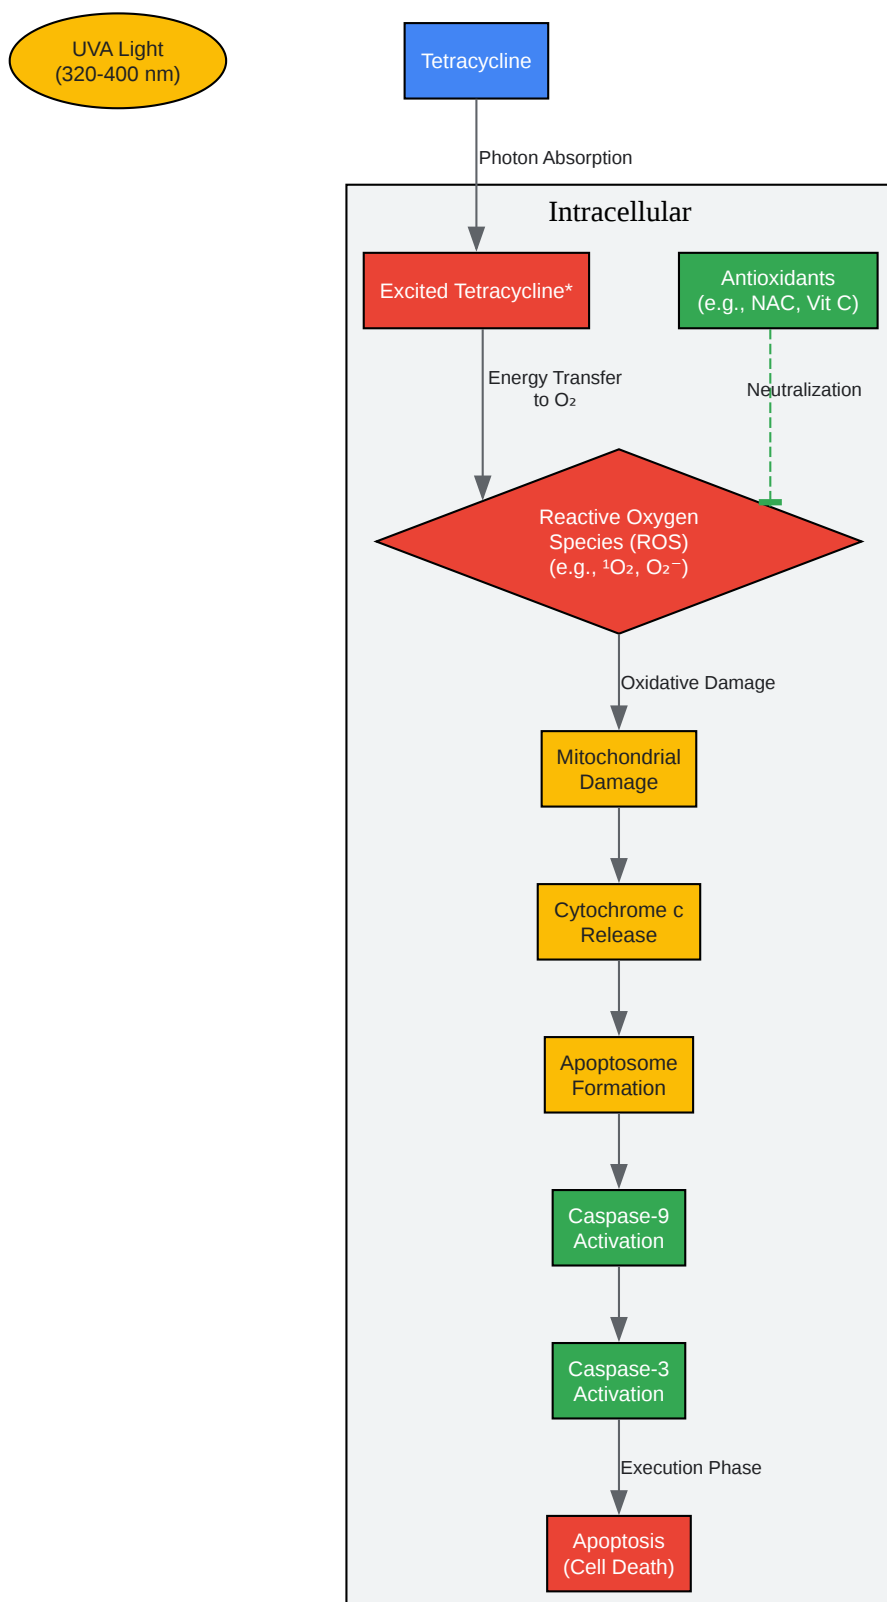 UVA Light
(320-400 nm)
Tetracycline
Photon Absorption
Intracellular
Excited Tetracycline*
Antioxidants
(e.g., NAC, Vit C)
Energy Transfer
to O₂
Neutralization
Reactive Oxygen
Species (ROS)
(e.g., ¹O₂, O₂⁻)
Oxidative Damage
Mitochondrial
Damage
Cytochrome c
Release
Apoptosome
Formation
Caspase-9
Activation
Caspase-3
Activation
Execution Phase
Apoptosis
(Cell Death)